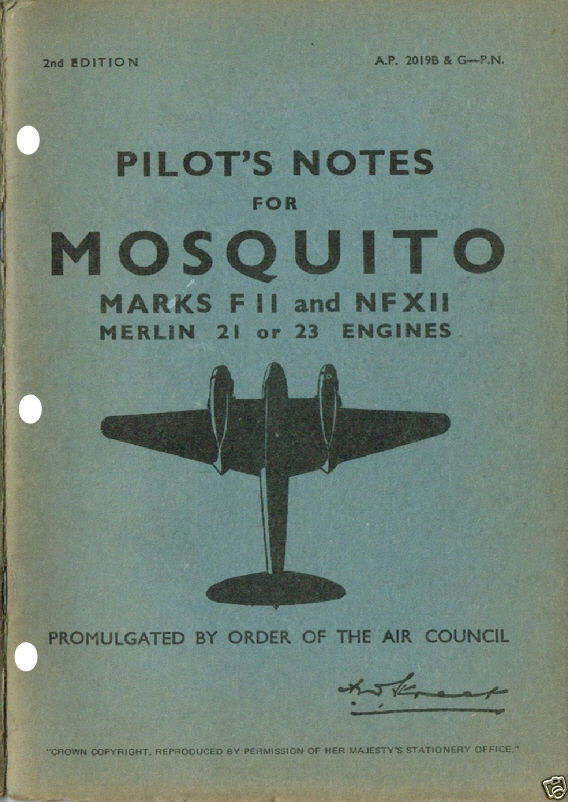 2nd EDITION
A.P. 2019B & G—P.N.
PILOT'S NOTES
FOR
MOSQUITO
MARKS F II and NF XII
MERLIN 21 or 23 ENGINES
PROMULGATED BY ORDER OF THE AIR COUNCIL
"CROWN COPYRIGHT. REPRODUCED BY PERMISSION OF HER MAJESTY'S STATIONERY OFFICE."